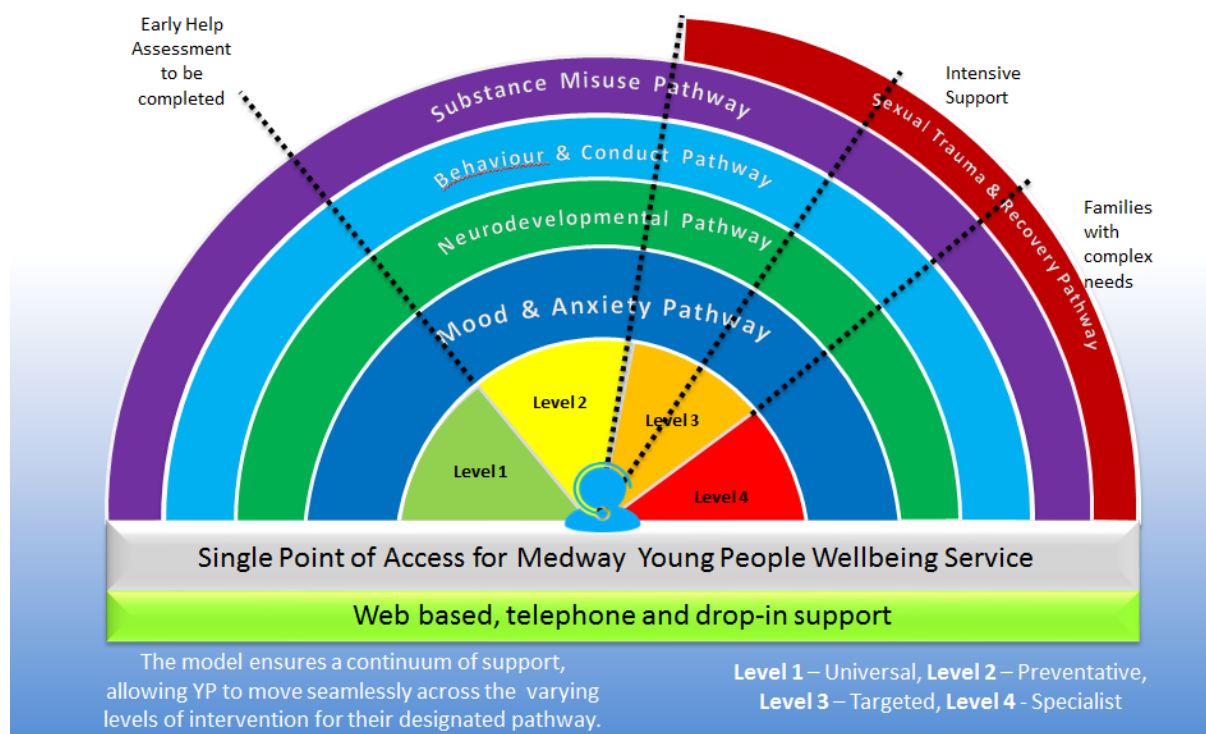 Early Help
Assessment
to be
completed
Intensive
Support
Families
with
complex
needs
Substance Misuse Pathway
Behaviour & Conduct Pathway
Neurodevelopmental Pathway
Mood & Anxiety Pathway
Sexual Trauma & Recovery Pathway
Level 1
Level 2
Level 3
Level 4
Single Point of Access for Medway Young People Wellbeing Service
Web based, telephone and drop-in support
The model ensures a continuum of support,
allowing YP to move seamlessly across the varying
levels of intervention for their designated pathway.
Level 1 – Universal, Level 2 – Preventative,
Level 3 – Targeted, Level 4 - Specialist